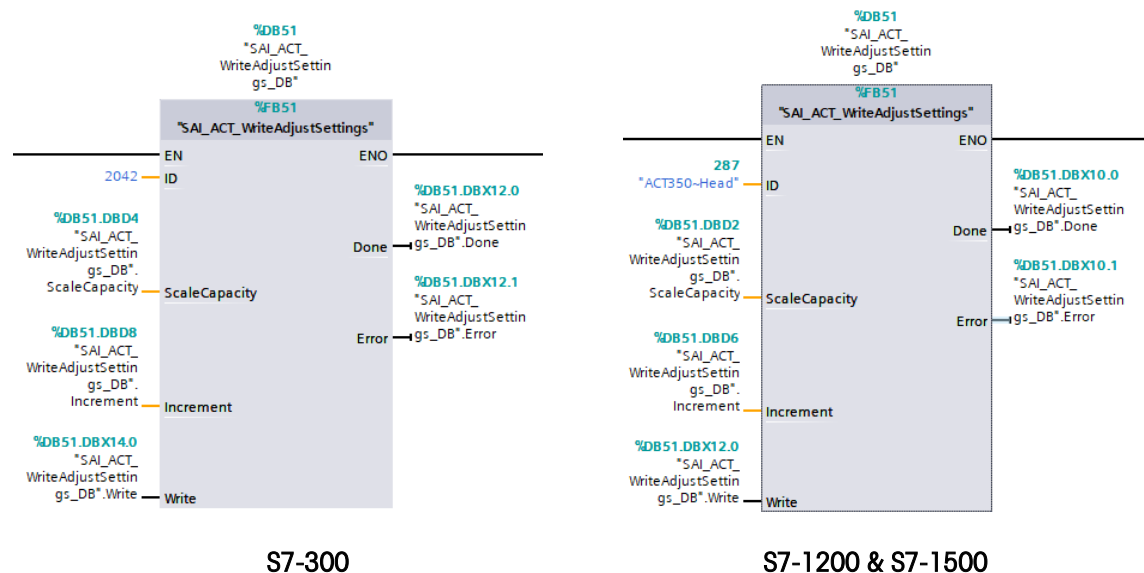 %DB51
"SAI_ACT_
WriteAdjustSettin
gs_DB"
%FB51
"SAI_ACT_WriteAdjustSettings"
EN
ENO
2042
ID
%DB51.DBX12.0
"SAI_ACT_
WriteAdjustSettin
gs_DB".Done
Done
%DB51.DBD4
"SAI_ACT_
WriteAdjustSettin
gs_DB".
ScaleCapacity
ScaleCapacity
%DB51.DBX12.1
"SAI_ACT_
WriteAdjustSettin
gs_DB".Error
Error
%DB51.DBD8
"SAI_ACT_
WriteAdjustSettin
gs_DB".
Increment
Increment
%DB51.DBX14.0
"SAI_ACT_
WriteAdjustSettin
gs_DB".Write
Write
S7-300
%DB51
"SAI_ACT_
WriteAdjustSettin
gs_DB"
%FB51
"SAI_ACT_WriteAdjustSettings"
EN
ENO
287
"ACT350~Head"
ID
%DB51.DBX10.0
"SAI_ACT_
WriteAdjustSettin
gs_DB".Done
Done
%DB51.DBD2
"SAI_ACT_
WriteAdjustSettin
gs_DB".
ScaleCapacity
ScaleCapacity
%DB51.DBX10.1
"SAI_ACT_
WriteAdjustSettin
gs_DB".Error
Error
%DB51.DBD6
"SAI_ACT_
WriteAdjustSettin
gs_DB".
Increment
Increment
%DB51.DBX12.0
"SAI_ACT_
WriteAdjustSettin
gs_DB".Write
Write
S7-1200 & S7-1500